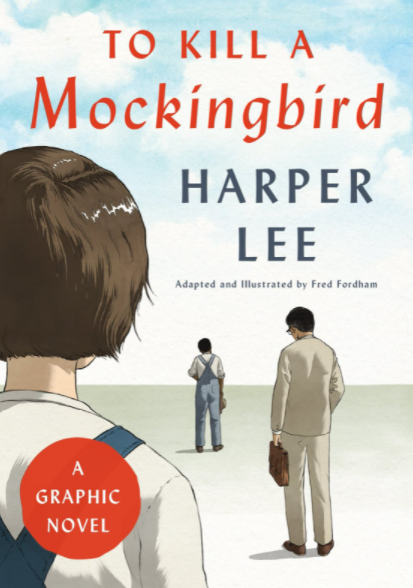 TO KILL A
Mockingbird
HARPER
LEE
Adapted and Illustrated by Fred Fordham
A
GRAPHIC
NOVEL